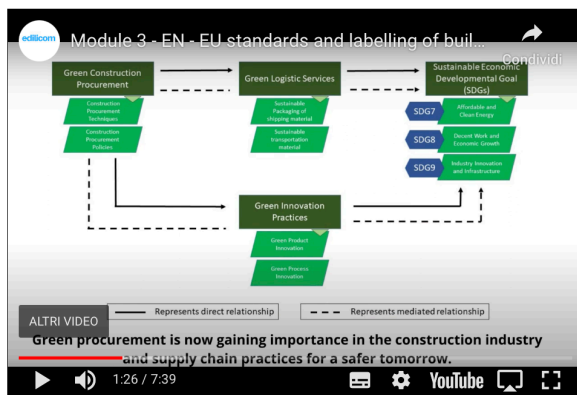 edilicom
Module 3 - EN - EU standards and labelling of buil...
Condividi
Green Construction
Procurement
Construction
Procurement
Techniques
Construction
Procurement
Policies
Green Logistic Services
Sustainable
Packaging of
shipping material
Sustainable
transportation
material
Sustainable Economic
Developmental Goal
(SDGs)
SDG7
Affordable and
Clean Energy
SDG8
Decent Work and
Economic Growth
SDG9
Industry Innovation
and Infrastructure
Green Innovation
Practices
Green Product
Innovation
Green Process
Innovation
Represents direct relationship
Represents mediated relationship
ALTRI VIDEO
Green procurement is now gaining importance in the construction industry
and supply chain practices for a safer tomorrow.
1:26 / 7:39
YouTube